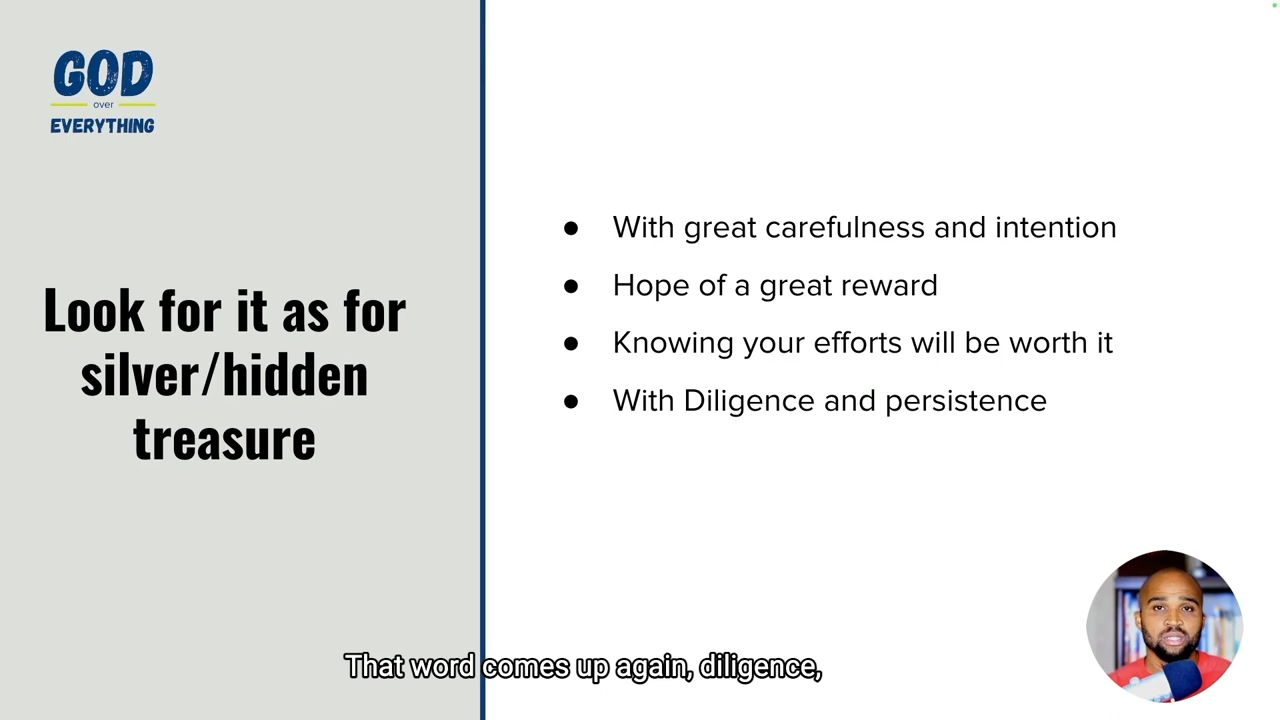 GOD
over
EVERYTHING
Look for it as for
silver/hidden
treasure
● With great carefulness and intention
● Hope of a great reward
● Knowing your efforts will be worth it
● With Diligence and persistence
That word comes up again, diligence,